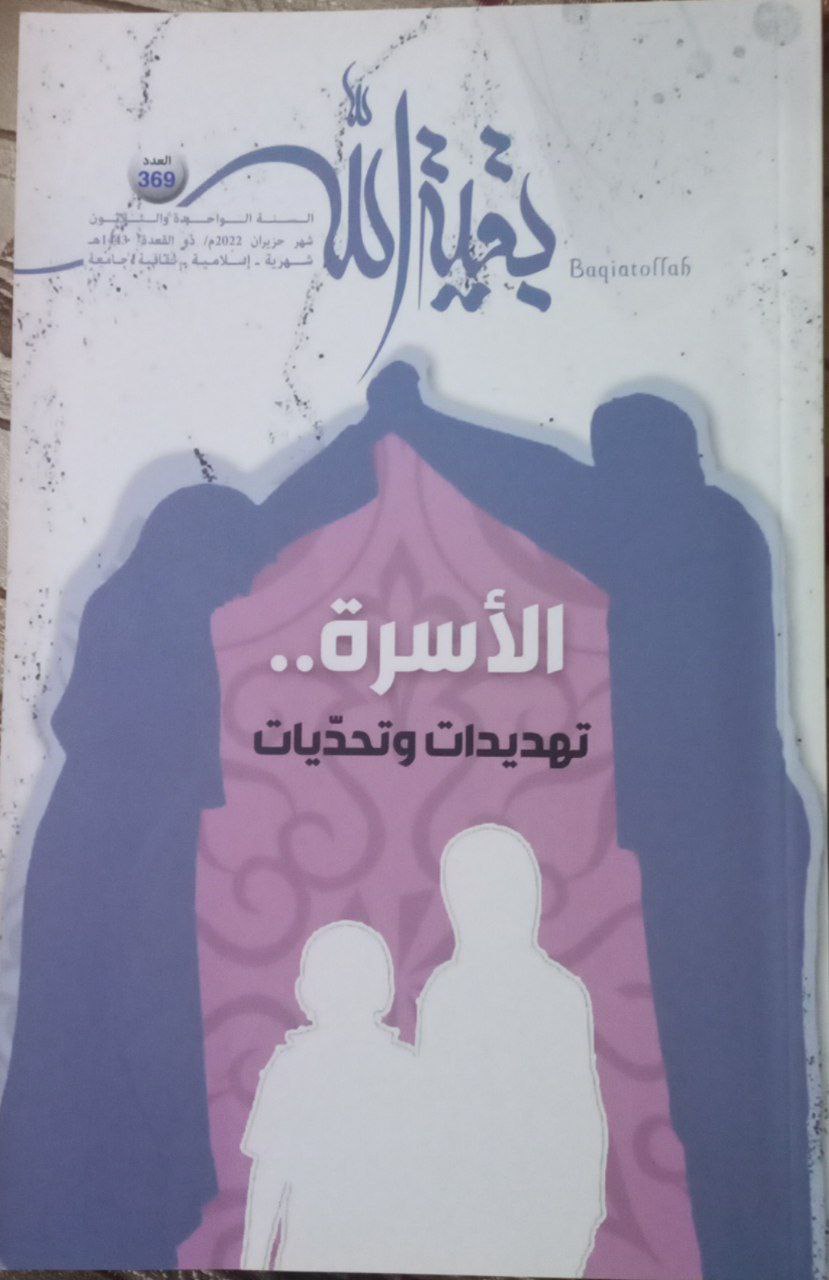 بقية الله
Baqiatollah
العدد
369
السنة الواحدة والثلاثون
شهر حزيران 2022م/ ذو القعدة 1443هـ
شهرية - إسلامية - ثقافية جامعة
الأسرة..
تهديدات وتحدّيات